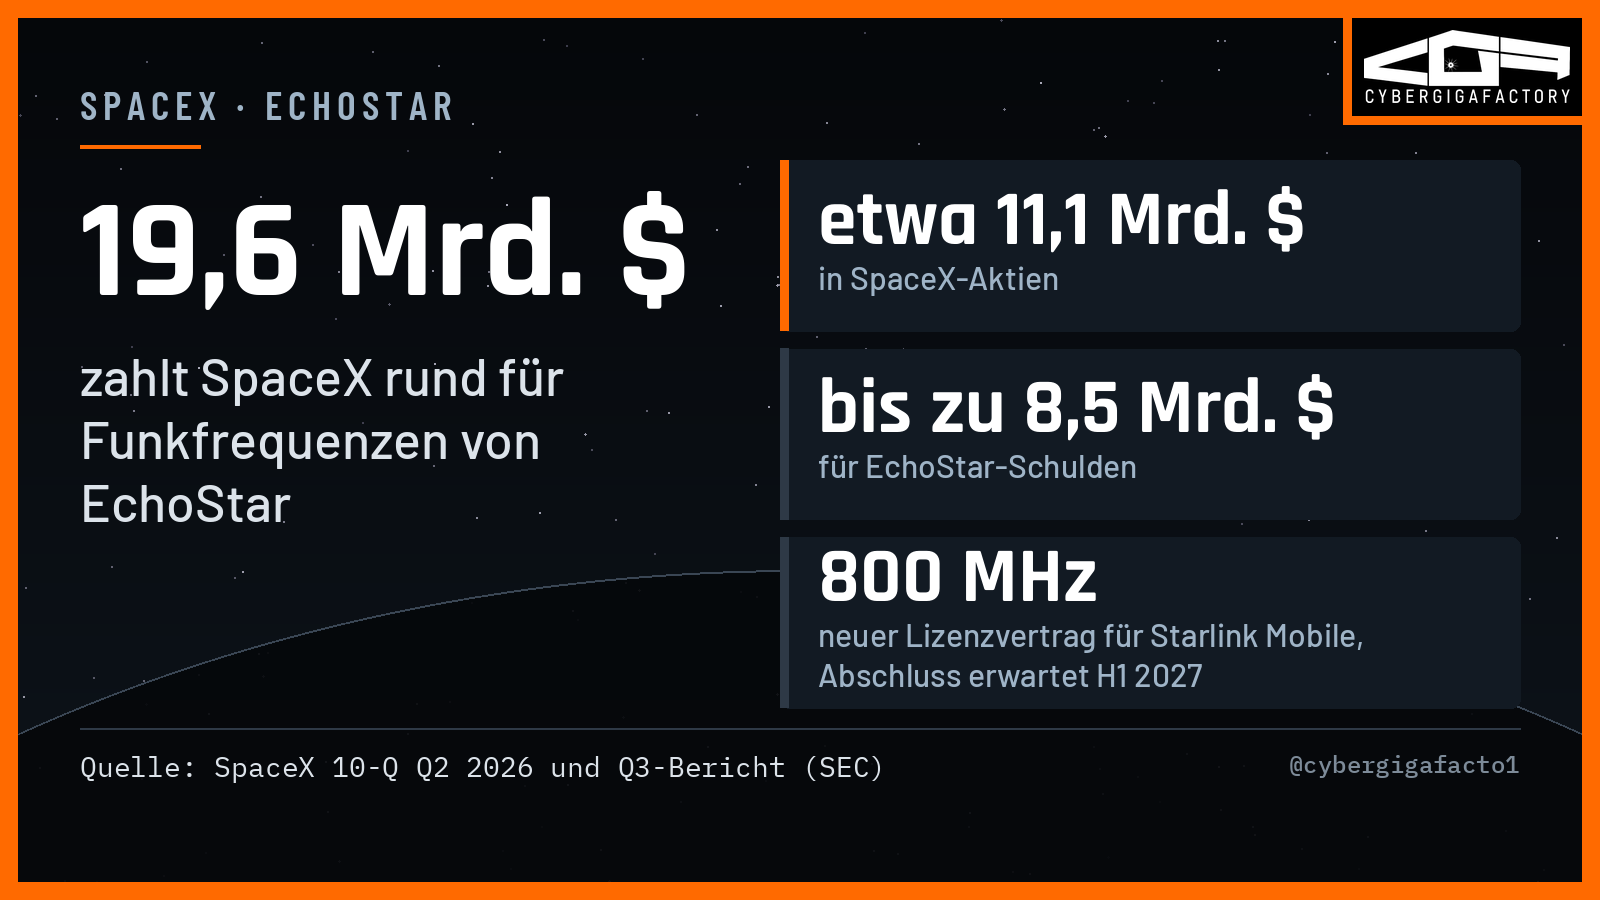 CYBERGIGAFACTORY
SPACEX · ECHOSTAR
19,6 Mrd. $
zahlt SpaceX rund für
Funkfrequenzen von
EchoStar
etwa 11,1 Mrd. $
in SpaceX-Aktien
bis zu 8,5 Mrd. $
für EchoStar-Schulden
800 MHz
neuer Lizenzvertrag für Starlink Mobile,
Abschluss erwartet H1 2027
Quelle: SpaceX 10-Q Q2 2026 und Q3-Bericht (SEC)
@cybergigafacto1